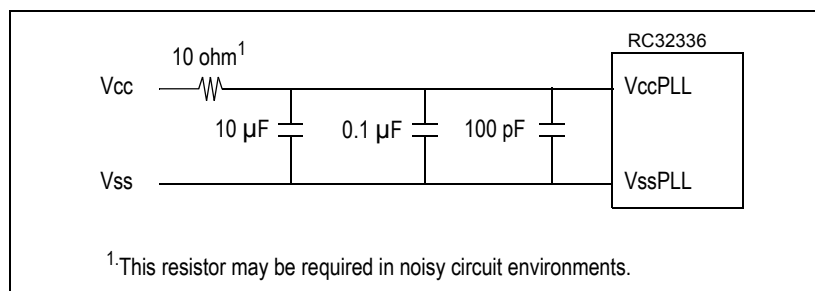 RC32336
10 ohm1
Vcc
VccPLL
10 µF
0.1 µF
100 pF
Vss
VssPLL
1.This resistor may be required in noisy circuit environments.